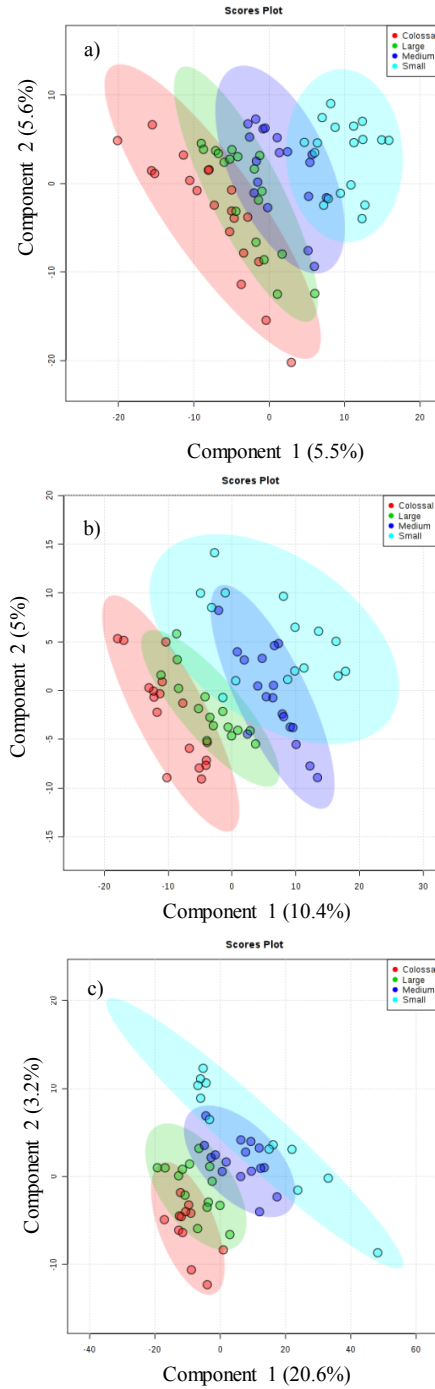 Scores Plot
a)
Colossal
Large
Medium
Small
10
0
-10
-20
Component 2 (5.6%)
-20
-10
0
10
20
Component 1 (5.5%)
Scores Plot
b)
Colossal
Large
Medium
Small
20
15
10
5
0
-5
-10
-15
Component 2 (5%)
-20
-10
0
10
20
30
Component 1 (10.4%)
Scores Plot
c)
Colossal
Large
Medium
Small
20
10
0
-10
Component 2 (3.2%)
-40
-20
0
20
40
60
Component 1 (20.6%)